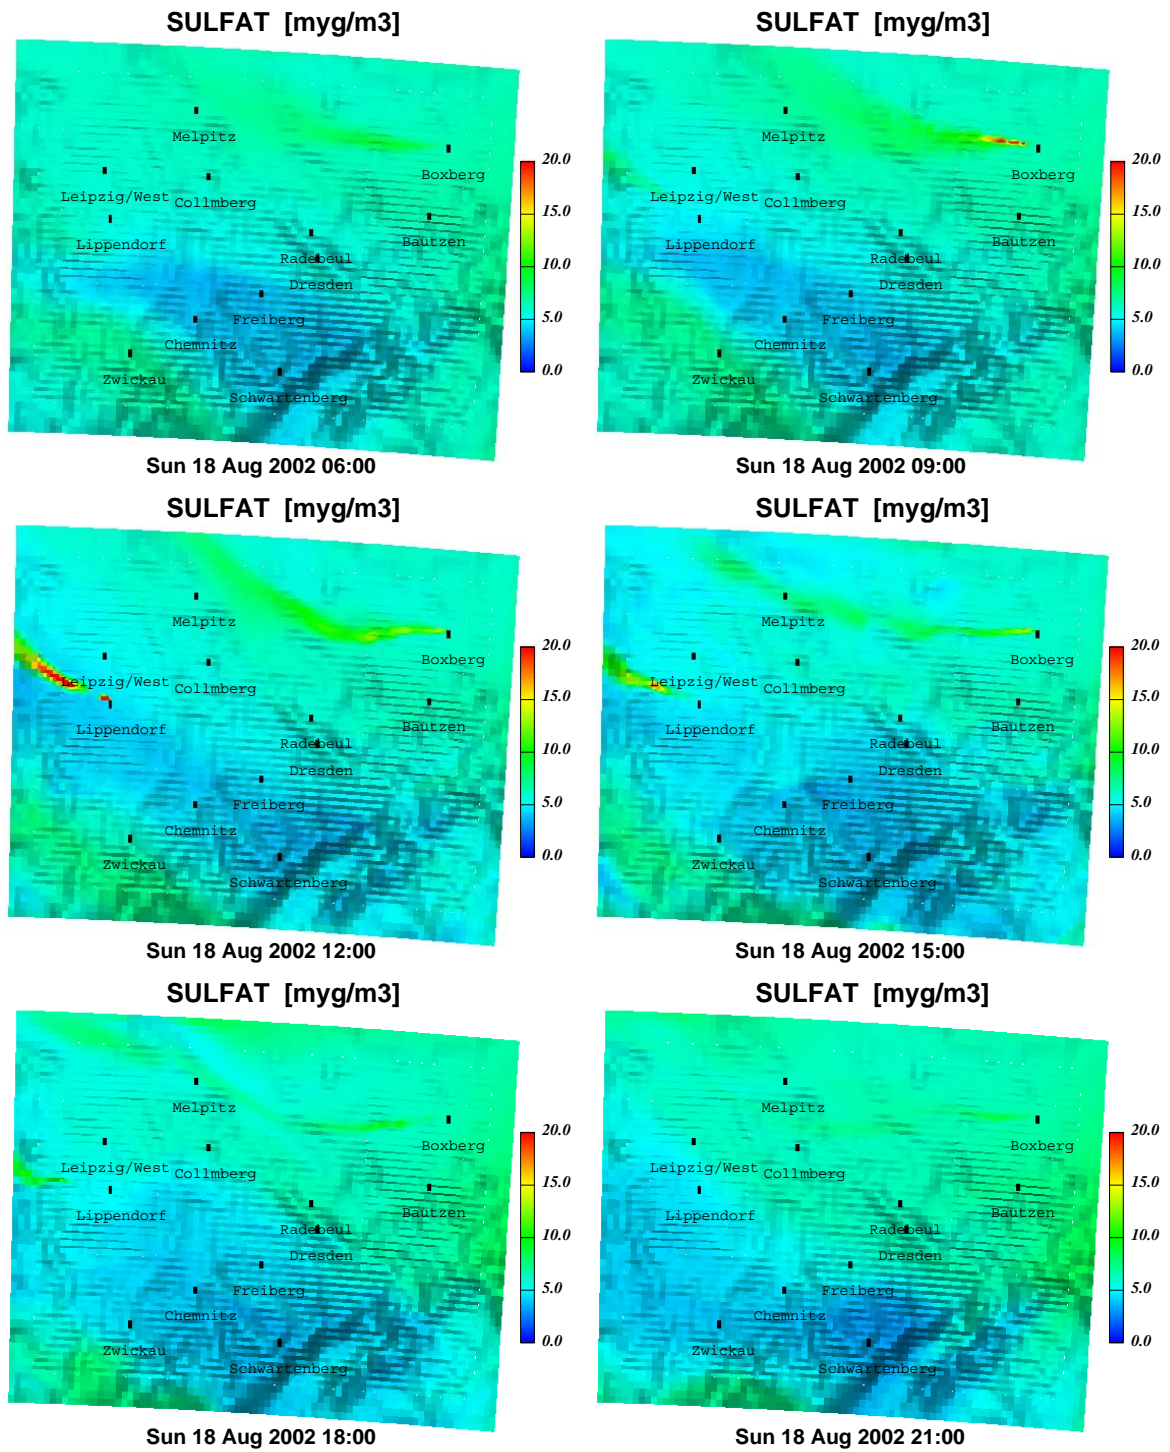 SULFAT [myg/m3]
Melpitz
Boxberg
Leipzig/West
Collmberg
Lippendorf
Bautzen
Radebeul
Dresden
Freiberg
Chemnitz
Zwickau
Schwartenberg
20.0
15.0
10.0
5.0
0.0
Sun 18 Aug 2002 06:00
SULFAT [myg/m3]
Melpitz
Boxberg
Leipzig/West
Collmberg
Lippendorf
Bautzen
Radebeul
Dresden
Freiberg
Chemnitz
Zwickau
Schwartenberg
20.0
15.0
10.0
5.0
0.0
Sun 18 Aug 2002 09:00
SULFAT [myg/m3]
Melpitz
Boxberg
Leipzig/West
Collmberg
Lippendorf
Bautzen
Radebeul
Dresden
Freiberg
Chemnitz
Zwickau
Schwartenberg
20.0
15.0
10.0
5.0
0.0
Sun 18 Aug 2002 12:00
SULFAT [myg/m3]
Melpitz
Boxberg
Leipzig/West
Collmberg
Lippendorf
Bautzen
Radebeul
Dresden
Freiberg
Chemnitz
Zwickau
Schwartenberg
20.0
15.0
10.0
5.0
0.0
Sun 18 Aug 2002 15:00
SULFAT [myg/m3]
Melpitz
Boxberg
Leipzig/West
Collmberg
Lippendorf
Bautzen
Radebeul
Dresden
Freiberg
Chemnitz
Zwickau
Schwartenberg
20.0
15.0
10.0
5.0
0.0
Sun 18 Aug 2002 18:00
SULFAT [myg/m3]
Melpitz
Boxberg
Leipzig/West
Collmberg
Lippendorf
Bautzen
Radebeul
Dresden
Freiberg
Chemnitz
Zwickau
Schwartenberg
20.0
15.0
10.0
5.0
0.0
Sun 18 Aug 2002 21:00